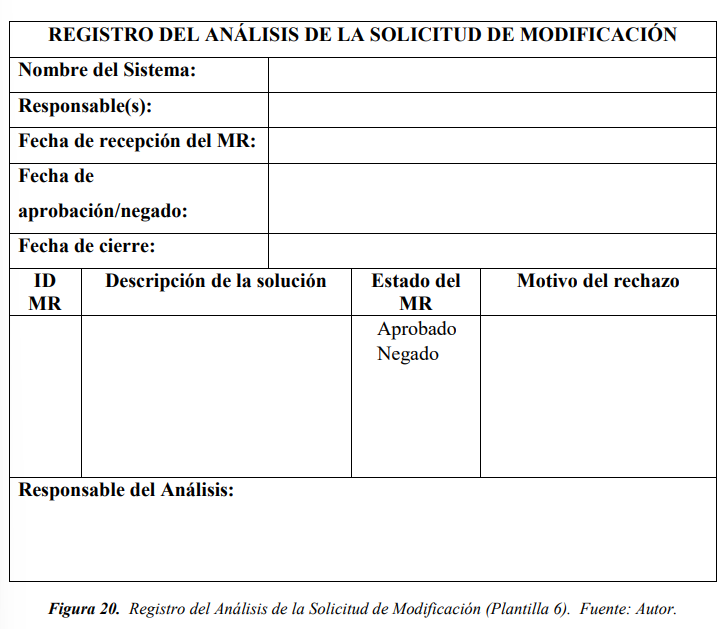 REGISTRO DEL ANÁLISIS DE LA SOLICITUD DE MODIFICACIÓN
Nombre del Sistema:
Responsable(s):
Fecha de recepción del MR:
Fecha de
aprobación/negado:
Fecha de cierre:
ID
MR
Descripción de la solución
Estado del
MR
Motivo del rechazo
Aprobado
Negado
Responsable del Análisis:
Figura 20. Registro del Análisis de la Solicitud de Modificación (Plantilla 6). Fuente: Autor.